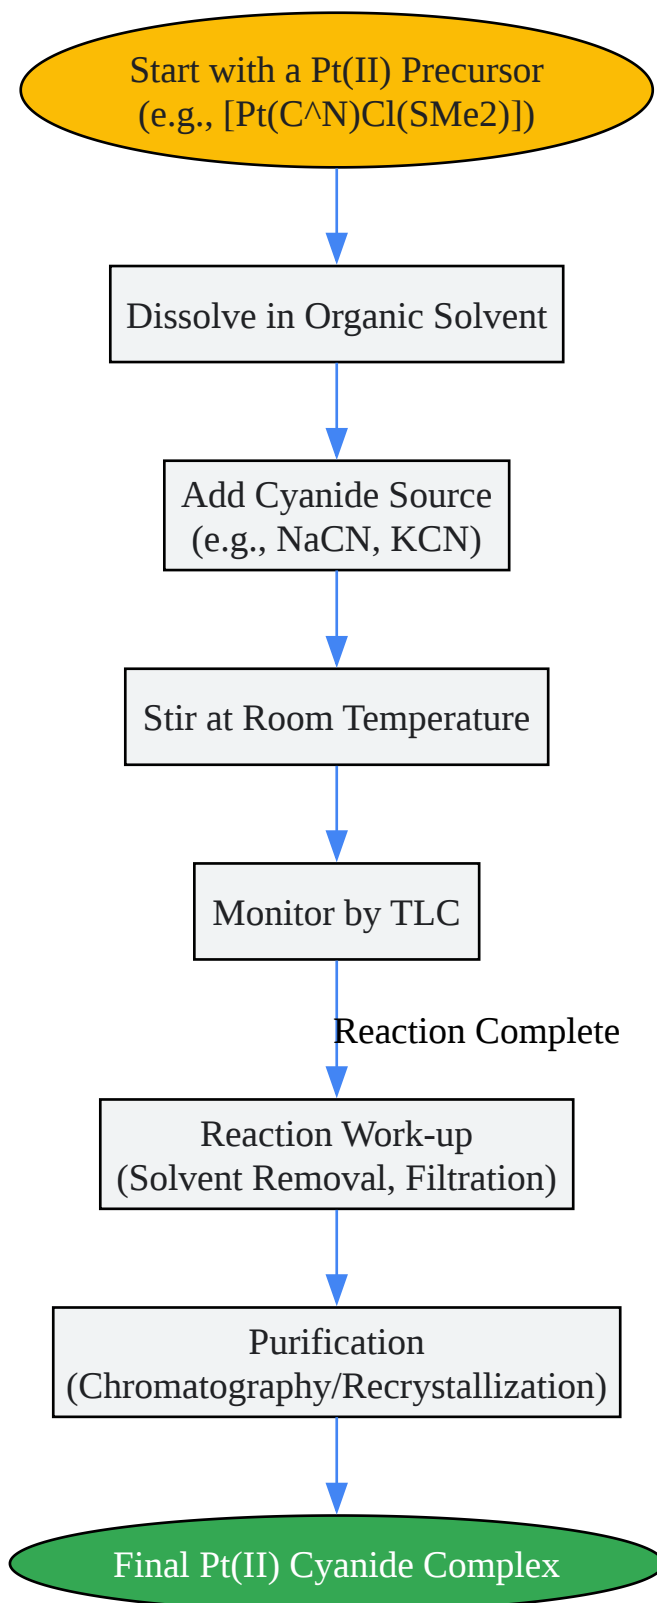 Start with a Pt(II) Precursor
(e.g., [Pt(C^N)Cl(SMe2)])
Dissolve in Organic Solvent
Add Cyanide Source
(e.g., NaCN, KCN)
Stir at Room Temperature
Monitor by TLC
Reaction Complete
Reaction Work-up
(Solvent Removal, Filtration)
Purification
(Chromatography/Recrystallization)
Final Pt(II) Cyanide Complex